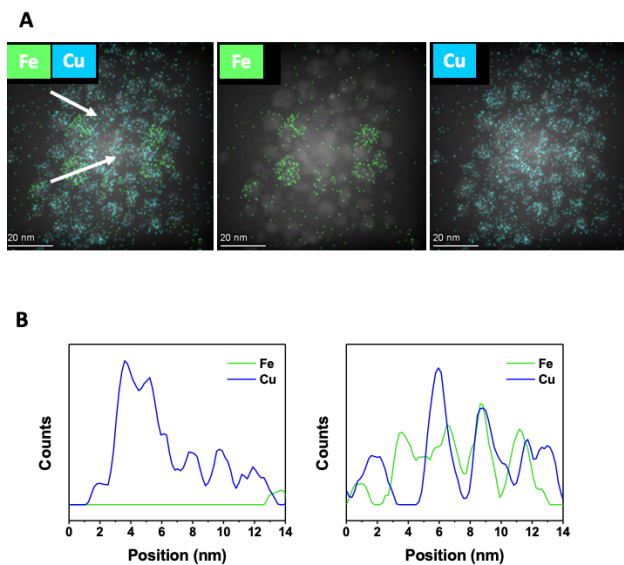 A
Fe Cu
Fe
Cu
20 nm
20 nm
20 nm
B
Counts
Fe
Cu
0 2 4 6 8 10 12 14
Position (nm)
Counts
Fe
Cu
0 2 4 6 8 10 12 14
Position (nm)